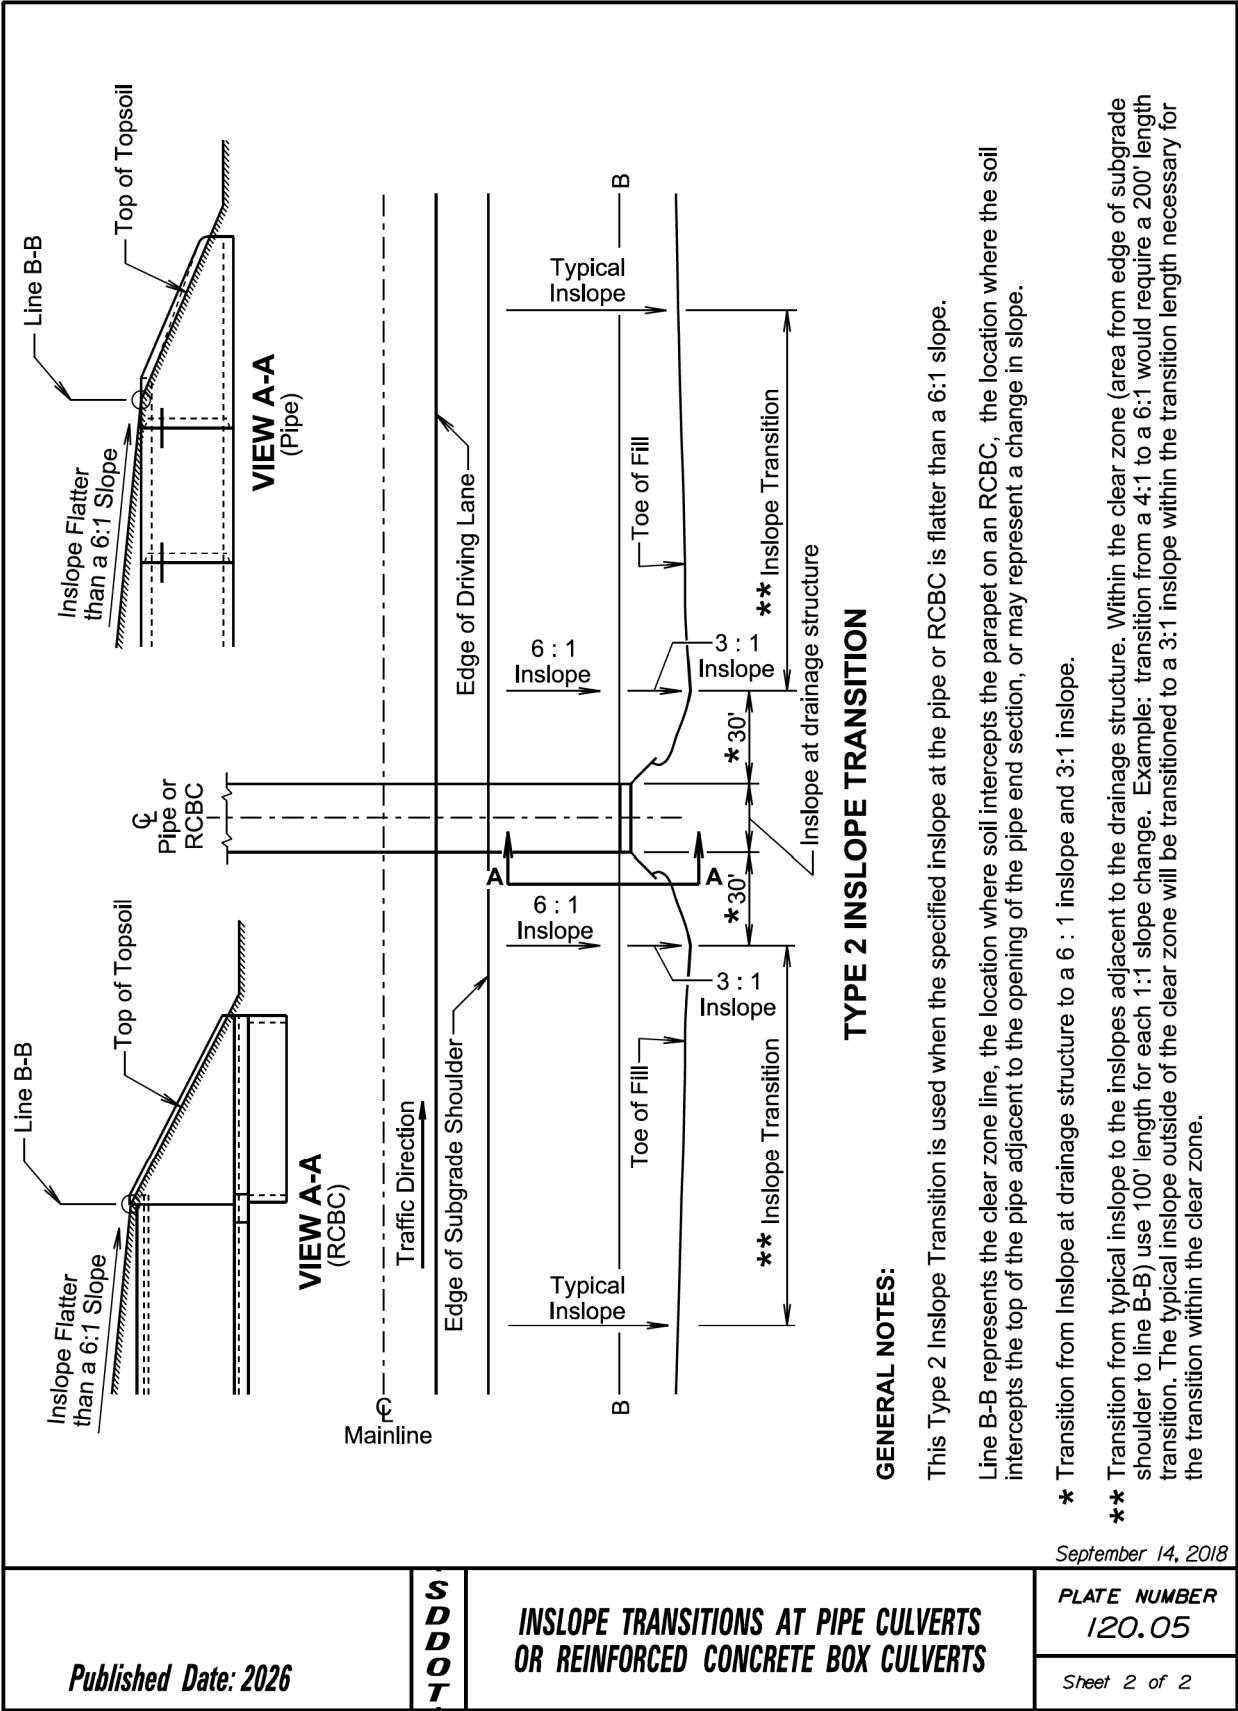 Line B-B
Inslope Flatter
than a 6:1 Slope
Top of Topsoil
VIEW A-A
(RCBC)
Line B-B
Inslope Flatter
than a 6:1 Slope
Top of Topsoil
VIEW A-A
(Pipe)
℄
Pipe or
RCBC
℄
Mainline
Traffic Direction
Edge of Subgrade Shoulder
Edge of Driving Lane
Typical
Inslope
6 : 1
Inslope
6 : 1
Inslope
Typical
Inslope
B
B
A
A
Toe of Fill
3 : 1
Inslope
3 : 1
Inslope
Toe of Fill
** Inslope Transition
* 30'
* 30'
** Inslope Transition
Inslope at drainage structure
TYPE 2 INSLOPE TRANSITION
GENERAL NOTES:
This Type 2 Inslope Transition is used when the specified inslope at the pipe or RCBC is flatter than a 6:1 slope.
Line B-B represents the clear zone line, the location where soil intercepts the parapet on an RCBC, the location where the soil
intercepts the top of the pipe adjacent to the opening of the pipe end section, or may represent a change in slope.
* Transition from Inslope at drainage structure to a 6 : 1 inslope and 3:1 inslope.
** Transition from typical inslope to the inslopes adjacent to the drainage structure. Within the clear zone (area from edge of subgrade
shoulder to line B-B) use 100' length for each 1:1 slope change. Example: transition from a 4:1 to a 6:1 would require a 200' length
transition. The typical inslope outside of the clear zone will be transitioned to a 3:1 inslope within the transition length necessary for
the transition within the clear zone.
September 14, 2018
Published Date: 2026
SDDOT
INSLOPE TRANSITIONS AT PIPE CULVERTS
OR REINFORCED CONCRETE BOX CULVERTS
PLATE NUMBER
120.05
Sheet 2 of 2